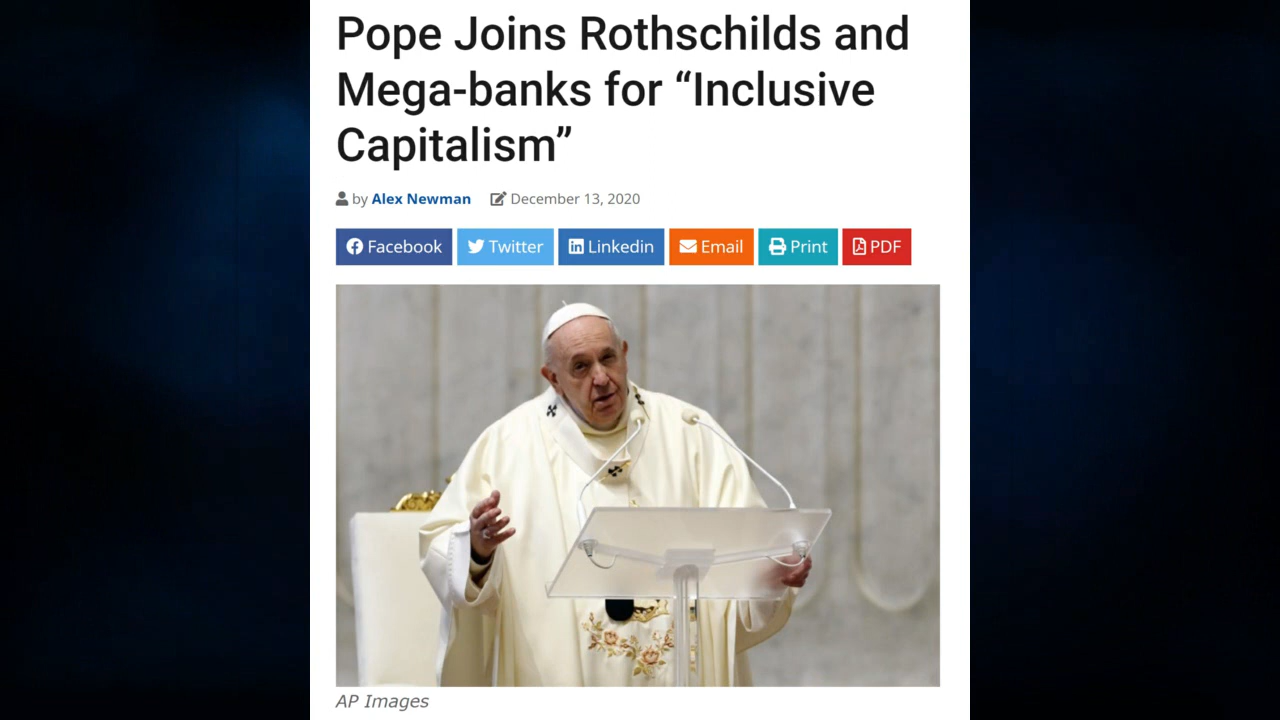 Pope Joins Rothschilds and
Mega-banks for “Inclusive
Capitalism”
by Alex Newman December 13, 2020
Facebook Twitter Linkedin Email Print PDF
AP Images